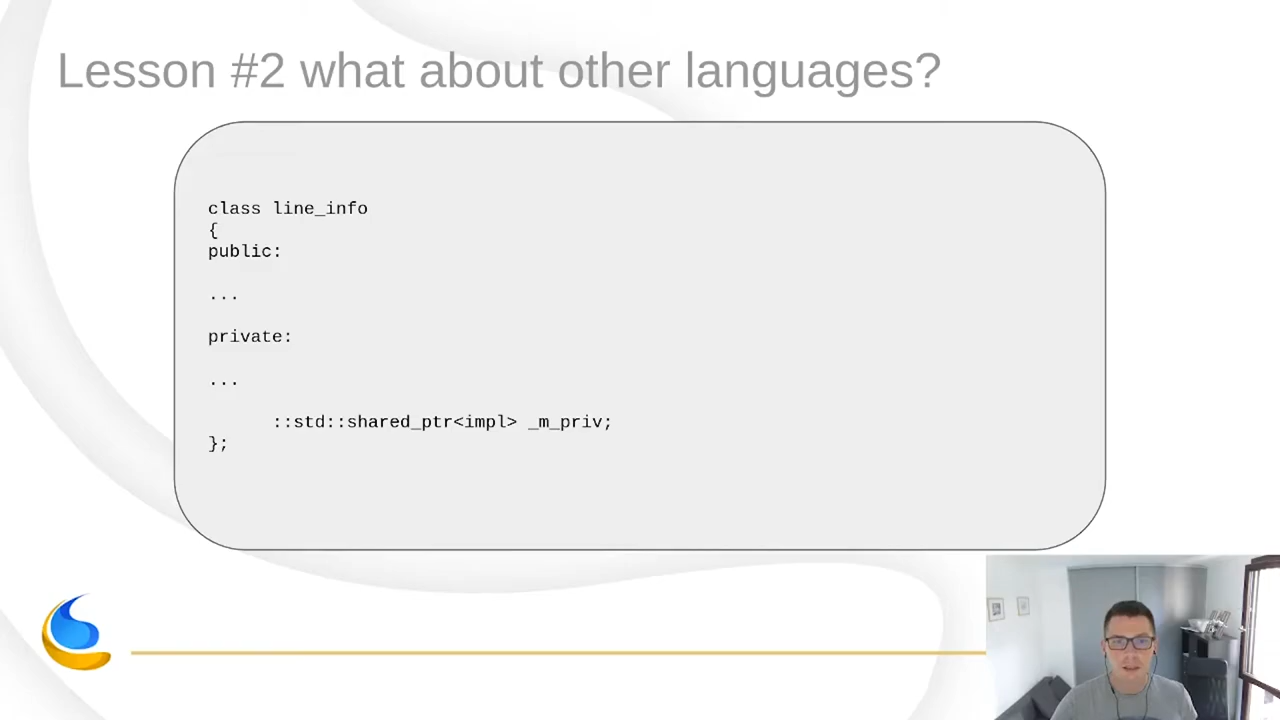 Lesson #2 what about other languages?
class line_info
{
public:
...
private:
...
::std::shared_ptr<impl> _m_priv;
};